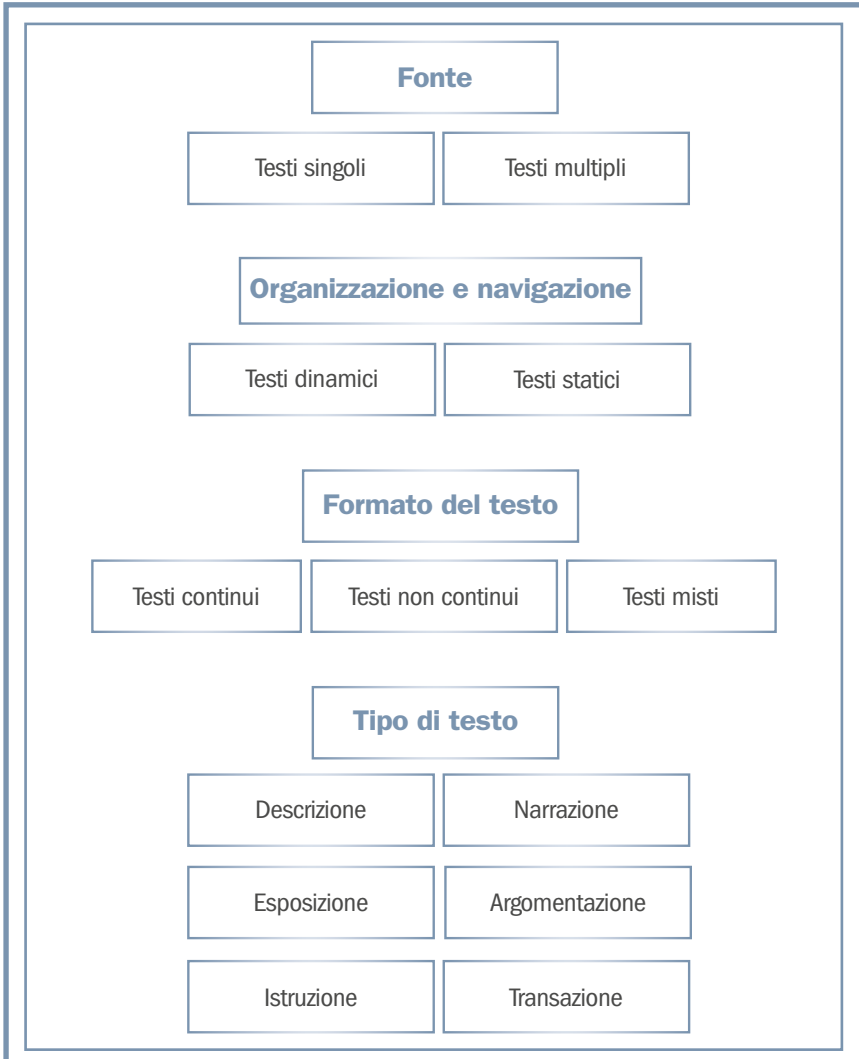 Fonte
Testi singoli
Testi multipli
Organizzazione e navigazione
Testi dinamici
Testi statici
Formato del testo
Testi continui
Testi non continui
Testi misti
Tipo di testo
Descrizione
Narrazione
Esposizione
Argomentazione
Istruzione
Transazione